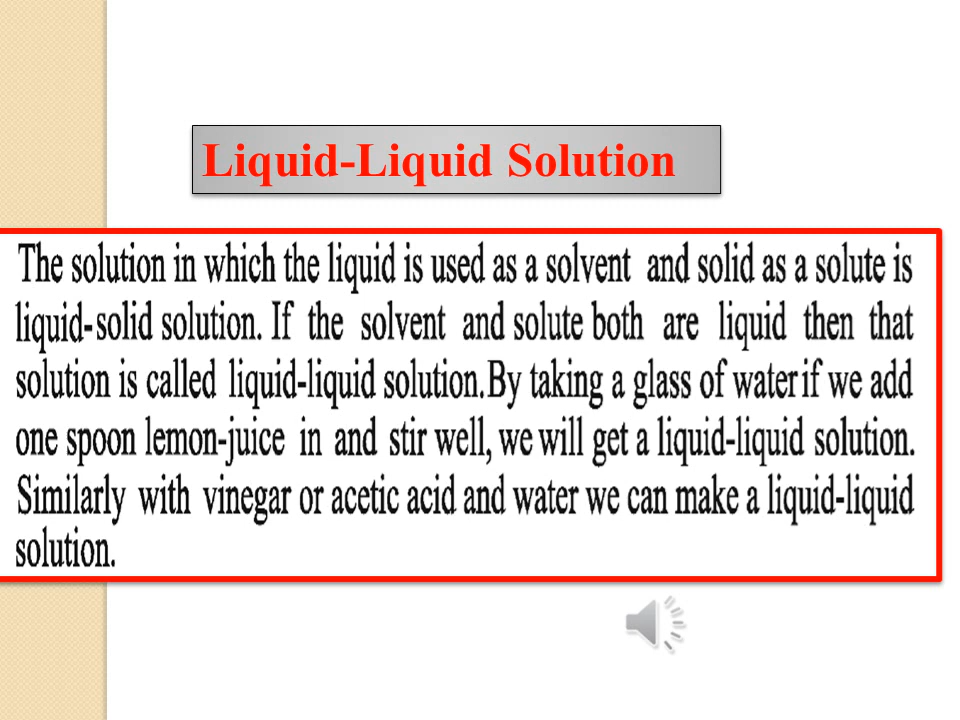 Liquid-Liquid Solution
The solution in which the liquid is used as a solvent and solid as a solute is
liquid-solid solution. If the solvent and solute both are liquid then that
solution is called liquid-liquid solution.By taking a glass of water if we add
one spoon lemon-juice in and stir well, we will get a liquid-liquid solution.
Similarly with vinegar or acetic acid and water we can make a liquid-liquid
solution.